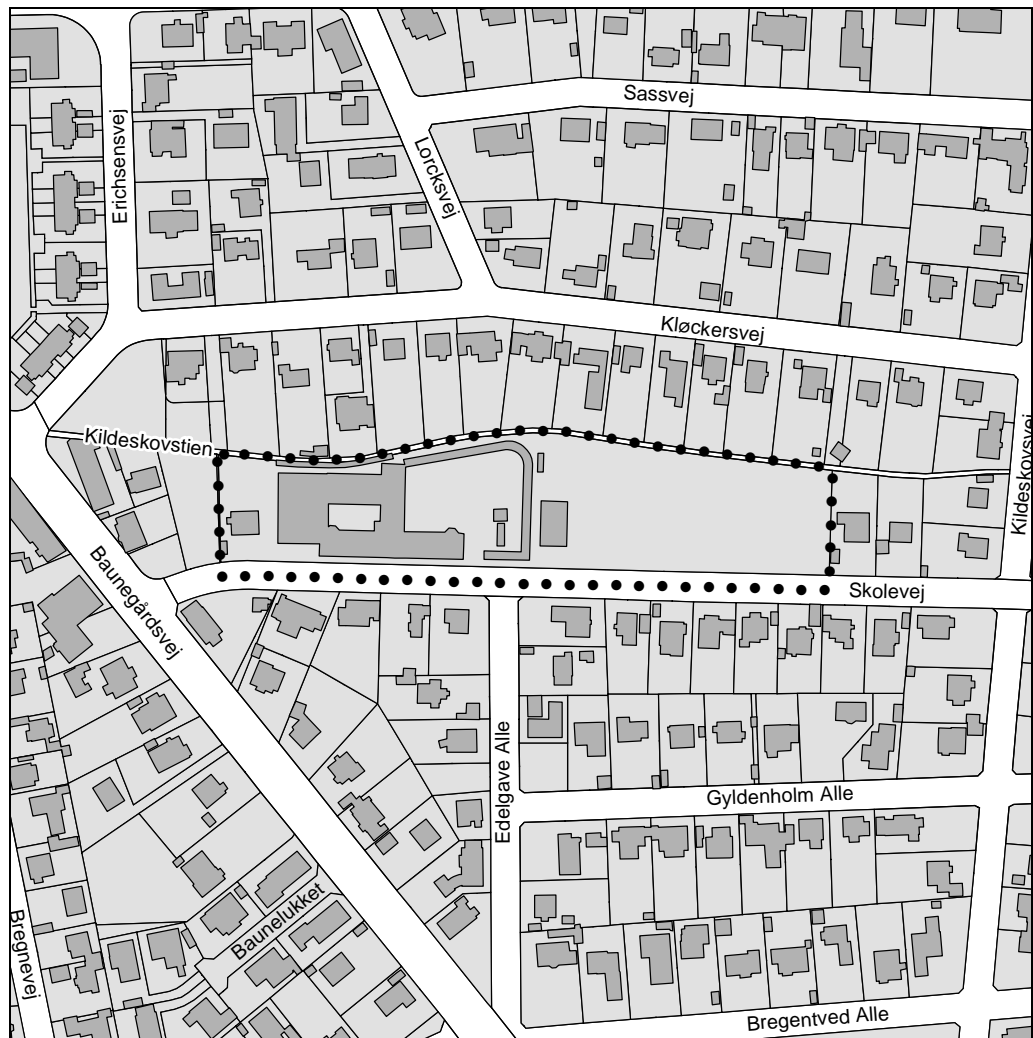 Sassvej
Erichsensvej
Lorcksvej
Kløckersvej
Kildeskovstien
Kildeskovsvej
Baunegårdsvej
Skolevej
Edelgave Alle
Gyldenholm Alle
Baunelukket
Bregnevej
Bregentved Alle